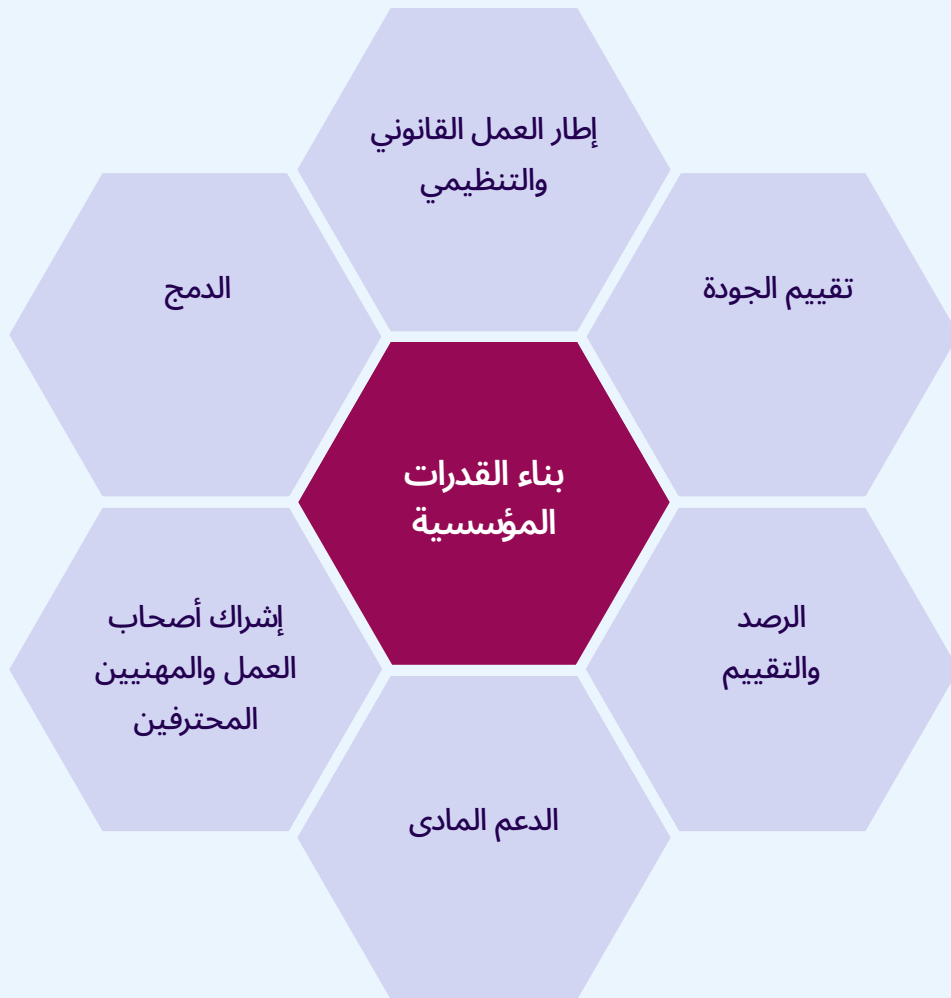 إطار العمل القانوني
والتنظيمي
تقييم الجودة
الدمج
بناء القدرات
المؤسسية
الرصد
والتقييم
إشراك أصحاب
العمل والمهنيين
المحترفين
الدعم المادى